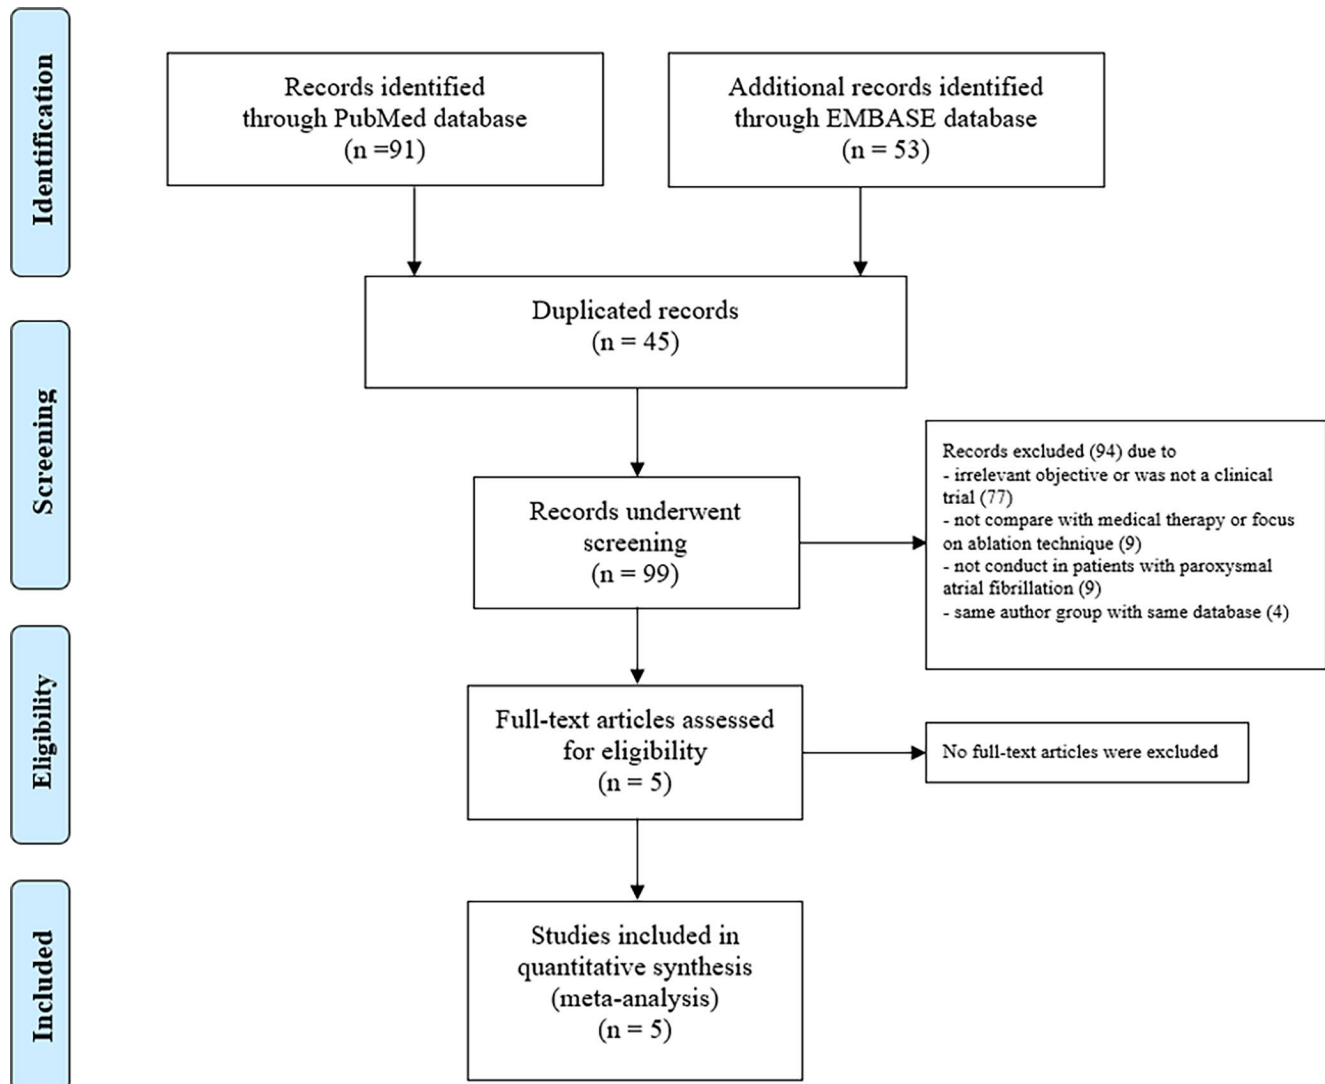 Identification
Records identified
through PubMed database
(n =91)
Additional records identified
through EMBASE database
(n = 53)
Duplicated records
(n = 45)
Screening
Records underwent
screening
(n = 99)
Records excluded (94) due to
- irrelevant objective or was not a clinical
trial (77)
- not compare with medical therapy or focus
on ablation technique (9)
- not conduct in patients with paroxysmal
atrial fibrillation (9)
- same author group with same database (4)
Eligibility
Full-text articles assessed
for eligibility
(n = 5)
No full-text articles were excluded
Included
Studies included in
quantitative synthesis
(meta-analysis)
(n = 5)